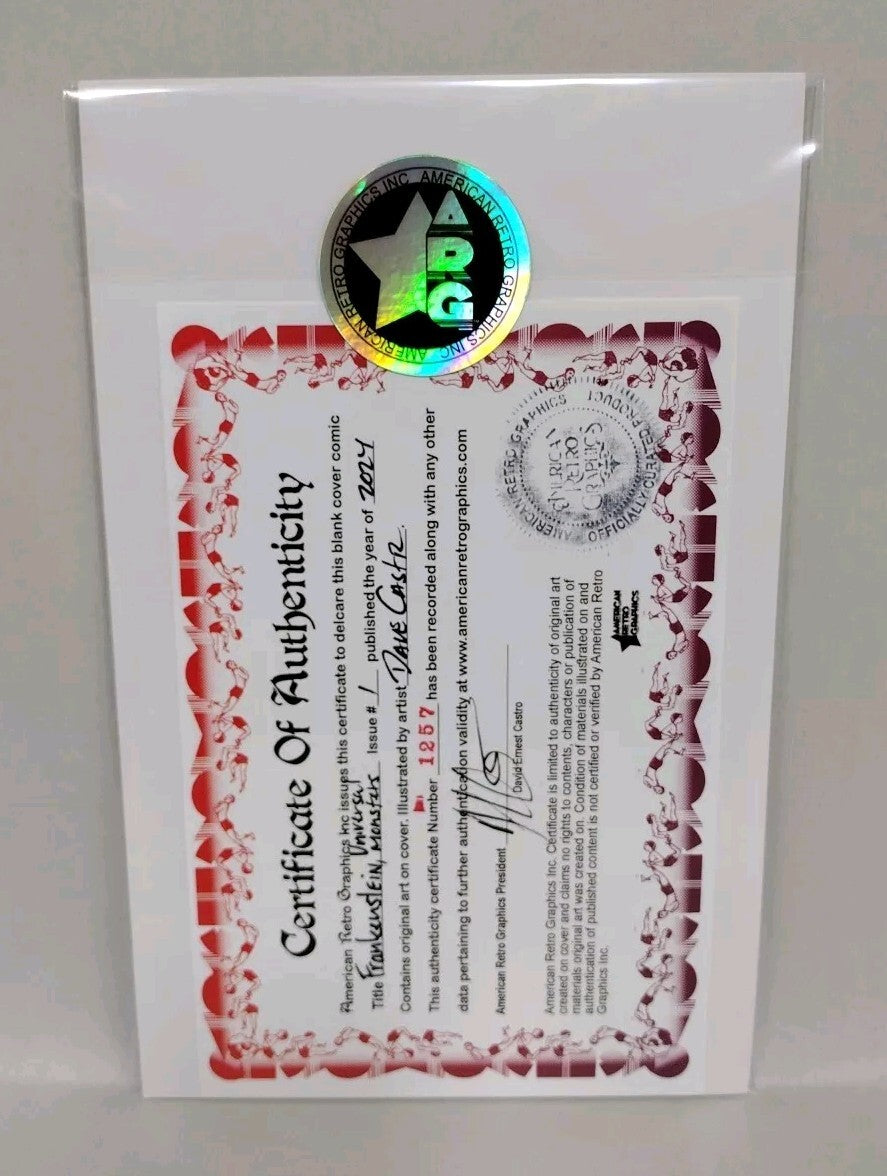 AMERICAN RETRO GRAPHICS INC AMERICAN RETRO GRAPHICS INC
ARG
Certificate Of Authenticity
American Retro Graphics Inc issues this certificate to delcare this blank cover comic
Title Frankenstein, Universal Monsters Issue # 1 published the year of 2024
Contains original art on cover. Illustrated by artist Dave Castr.
This authenticity certificate Number 1257 has been recorded along with any other
data pertaining to further authentication validity at www.americanretrographics.com
American Retro Graphics President
David Ernest Castro
AMERICAN RETRO GRAPHICS
OFFICIALLY CURATED PRODUCT
AMERICAN
RETRO
GRAPHICS
American Retro Graphics Inc. Certificate is limited to authenticity of original art
created on cover and claims no rights to contents, characters or publication of
materials original art was created on. Condition of materials illustrated on and
authentication of published content is not certified or verified by American Retro
Graphics Inc.
AMERICAN
RETRO
GRAPHICS